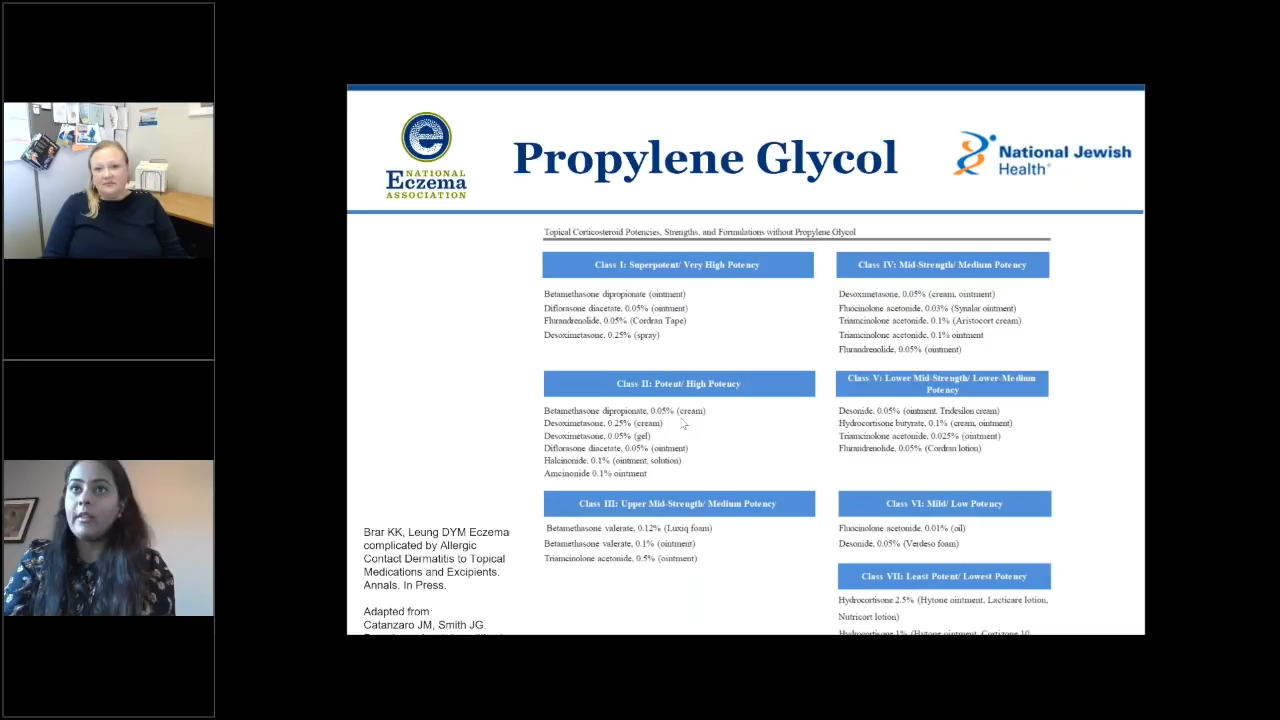 NATIONAL
Eczema
ASSOCIATION
Propylene Glycol
National Jewish
Health®
Topical Corticosteroid Potencies, Strengths, and Formulations without Propylene Glycol
Class I: Superpotent/ Very High Potency
Betamethasone dipropionate (ointment)
Diflorasone diacetate, 0.05% (ointment)
Flurandrenolide, 0.05% (Cordran Tape)
Desoximetasone, 0.25% (spray)
Class II: Potent/ High Potency
Betamethasone dipropionate, 0.05% (cream)
Desoximetasone, 0.25% (cream)
Desoximetasone, 0.05% (gel)
Diflorasone diacetate, 0.05% (ointment)
Halcinonide, 0.1% (ointment, solution)
Amcinonide 0.1% ointment
Class III: Upper Mid-Strength/ Medium Potency
Betamethasone valerate, 0.12% (Luxiq foam)
Betamethasone valerate, 0.1% (ointment)
Triamcinolone acetonide, 0.5% (ointment)
Class IV: Mid-Strength/ Medium Potency
Desoximetasone, 0.05% (cream, ointment)
Fluocinolone acetonide, 0.03% (Synalar ointment)
Triamcinolone acetonide, 0.1% (Aristocort cream)
Triamcinolone acetonide, 0.1% ointment
Flurandrenolide, 0.05% (ointment)
Class V: Lower Mid-Strength/ Lower-Medium
Potency
Desonide, 0.05% (ointment, Tridesilon cream)
Hydrocortisone butyrate, 0.1% (cream, ointment)
Triamcinolone acetonide, 0.025% (ointment)
Flurandrenolide, 0.05% (Cordran lotion)
Class VI: Mild/ Low Potency
Fluocinolone acetonide, 0.01% (oil)
Desonide, 0.05% (Verdeso foam)
Class VII: Least Potent/ Lowest Potency
Hydrocortisone 2.5% (Hytone ointment, Lacticare lotion,
Nutricort lotion)
Hydrocortisone 1% (Hytone ointment, Cortizone 10
Brar KK, Leung DYM Eczema
complicated by Allergic
Contact Dermatitis to Topical
Medications and Excipients.
Annals. In Press.
Adapted from:
Catanzaro JM, Smith JG.